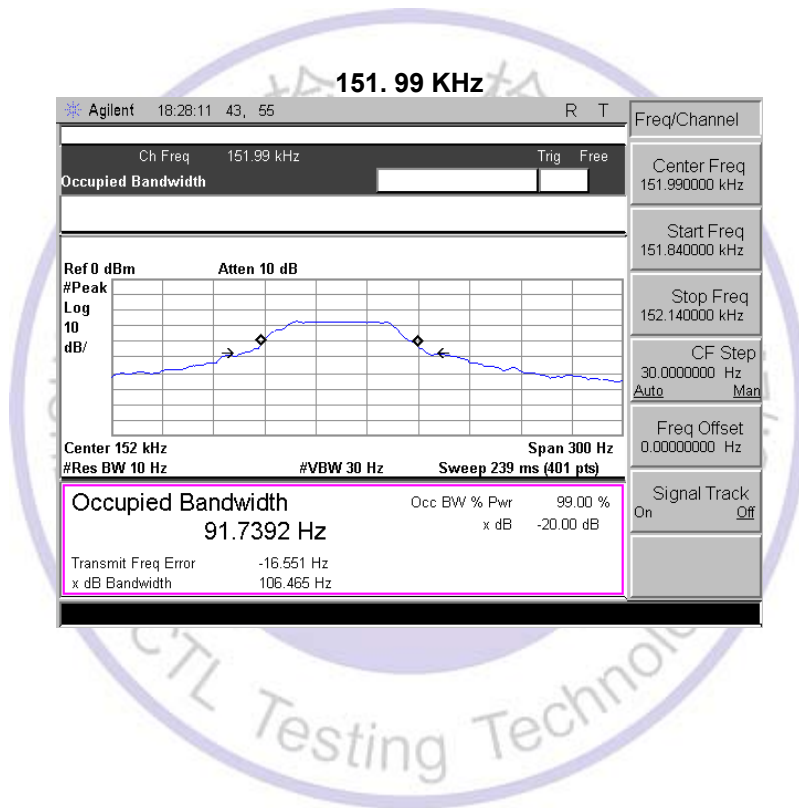 151. 99 KHz
Agilent 18:28:11 43, 55 R T
Freq/Channel
Ch Freq 151.99 kHz Trig Free
Occupied Bandwidth
Center Freq
151.990000 kHz
Start Freq
151.840000 kHz
Stop Freq
152.140000 kHz
CF Step
30.0000000 Hz
Auto Man
Freq Offset
0.00000000 Hz
Signal Track
On Off
Ref 0 dBm Atten 10 dB
#Peak
Log
10
dB/
Center 152 kHz Span 300 Hz
#Res BW 10 Hz #VBW 30 Hz Sweep 239 ms (401 pts)
Occupied Bandwidth Occ BW % Pwr 99.00 %
91.7392 Hz x dB -20.00 dB
Transmit Freq Error -16.551 Hz
x dB Bandwidth 106.465 Hz
CTL Testing Technolo